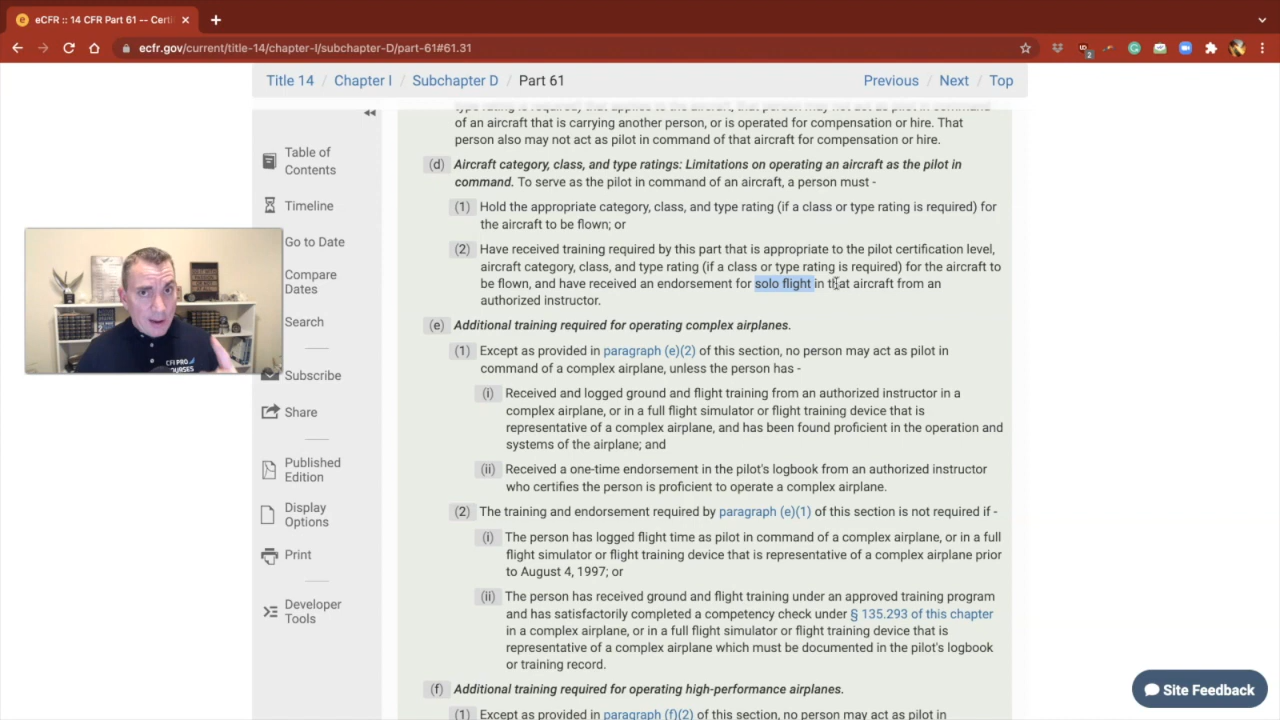 eCFR :: 14 CFR Part 61 -- Certi
ecfr.gov/current/title-14/chapter-I/subchapter-D/part-61#61.31
Title 14 / Chapter I / Subchapter D / Part 61
Previous / Next / Top
Table of
Contents
Timeline
Go to Date
Compare
Dates
Search
Subscribe
Share
Published
Edition
Display
Options
Print
Developer
Tools
CFI PRO
COURSES
type rating is required) that applies to the aircraft, that person may not act as pilot in command
of an aircraft that is carrying another person, or is operated for compensation or hire. That
person also may not act as pilot in command of that aircraft for compensation or hire.
(d) Aircraft category, class, and type ratings: Limitations on operating an aircraft as the pilot in
command. To serve as the pilot in command of an aircraft, a person must -
(1) Hold the appropriate category, class, and type rating (if a class or type rating is required) for
the aircraft to be flown; or
(2) Have received training required by this part that is appropriate to the pilot certification level,
aircraft category, class, and type rating (if a class or type rating is required) for the aircraft to
be flown, and have received an endorsement for solo flight in that aircraft from an
authorized instructor.
(e) Additional training required for operating complex airplanes.
(1) Except as provided in paragraph (e)(2) of this section, no person may act as pilot in
command of a complex airplane, unless the person has -
(i) Received and logged ground and flight training from an authorized instructor in a
complex airplane, or in a full flight simulator or flight training device that is
representative of a complex airplane, and has been found proficient in the operation and
systems of the airplane; and
(ii) Received a one-time endorsement in the pilot's logbook from an authorized instructor
who certifies the person is proficient to operate a complex airplane.
(2) The training and endorsement required by paragraph (e)(1) of this section is not required if -
(i) The person has logged flight time as pilot in command of a complex airplane, or in a full
flight simulator or flight training device that is representative of a complex airplane prior
to August 4, 1997; or
(ii) The person has received ground and flight training under an approved training program
and has satisfactorily completed a competency check under § 135.293 of this chapter
in a complex airplane, or in a full flight simulator or flight training device that is
representative of a complex airplane which must be documented in the pilot's logbook
or training record.
(f) Additional training required for operating high-performance airplanes.
(1) Except as provided in paragraph (f)(2) of this section, no person may act as pilot in
Site Feedback